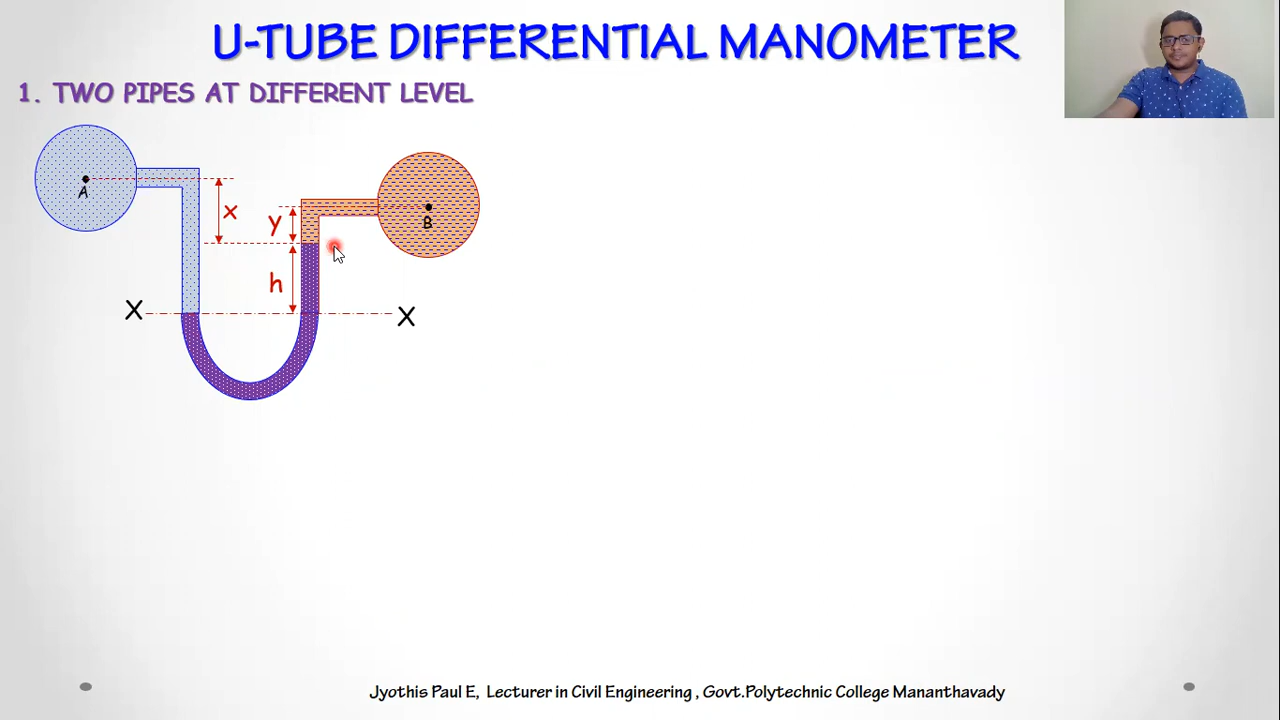 U-TUBE DIFFERENTIAL MANOMETER
1. TWO PIPES AT DIFFERENT LEVEL
A
x
y
B
h
X
X
Jyothis Paul E, Lecturer in Civil Engineering , Govt.Polytechnic College Mananthavady